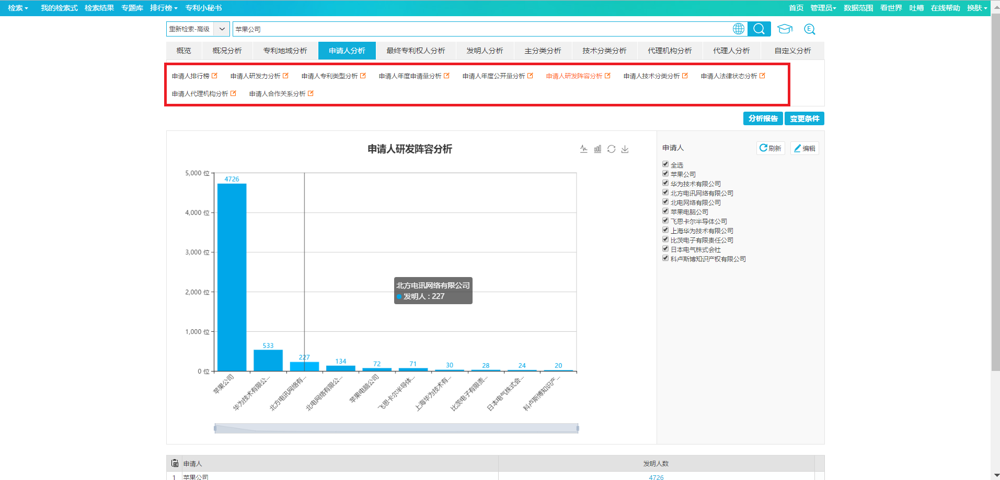 检索 我的检索式 检索结果 专题库 排行榜 专利小秘书 首页 管理员 数据范围 看世界 吐槽 在线帮助 换肤
重新检索-高级 苹果公司
概览 概况分析 专利地域分析 申请人分析 最终专利权人分析 发明人分析 主分类分析 技术分类分析 代理机构分析 代理人分析 自定义分析
申请人排行榜 申请人研发力分析 申请人专利类型分析 申请人年度申请量分析 申请人年度公开量分析 申请人研发阵容分析 申请人技术分类分析 申请人法律状态分析
申请人代理机构分析 申请人合作关系分析
分析报告 变更条件
申请人研发阵容分析
5,000 位
4,000 位
3,000 位
2,000 位
1,000 位
0 位
4726
533
227
134
72
71
30
28
24
20
北方电讯网络有限公司
发明人 : 227
苹果公司
华为技术有限公...
北方电讯网络有...
北电网络有限公...
苹果电脑公司
飞思卡尔半导体...
上海华为技术有...
比茨电子有限责...
日本电气株式会...
科卢斯博知识产...
申请人 刷新 编辑
全选
苹果公司
华为技术有限公司
北方电讯网络有限公司
北电网络有限公司
苹果电脑公司
飞思卡尔半导体公司
上海华为技术有限公司
比茨电子有限责任公司
日本电气株式会社
科卢斯博知识产权有限公司
申请人 发明人数
1 苹果公司 4726